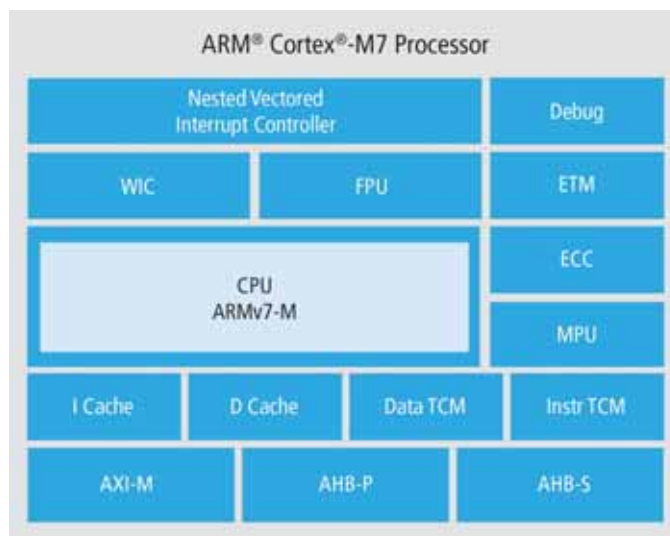 ARM® Cortex®-M7 Processor
Nested Vectored
Interrupt Controller
Debug
WIC
FPU
ETM
CPU
ARMv7-M
ECC
MPU
I Cache
D Cache
Data TCM
Instr TCM
AXI-M
AHB-P
AHB-S